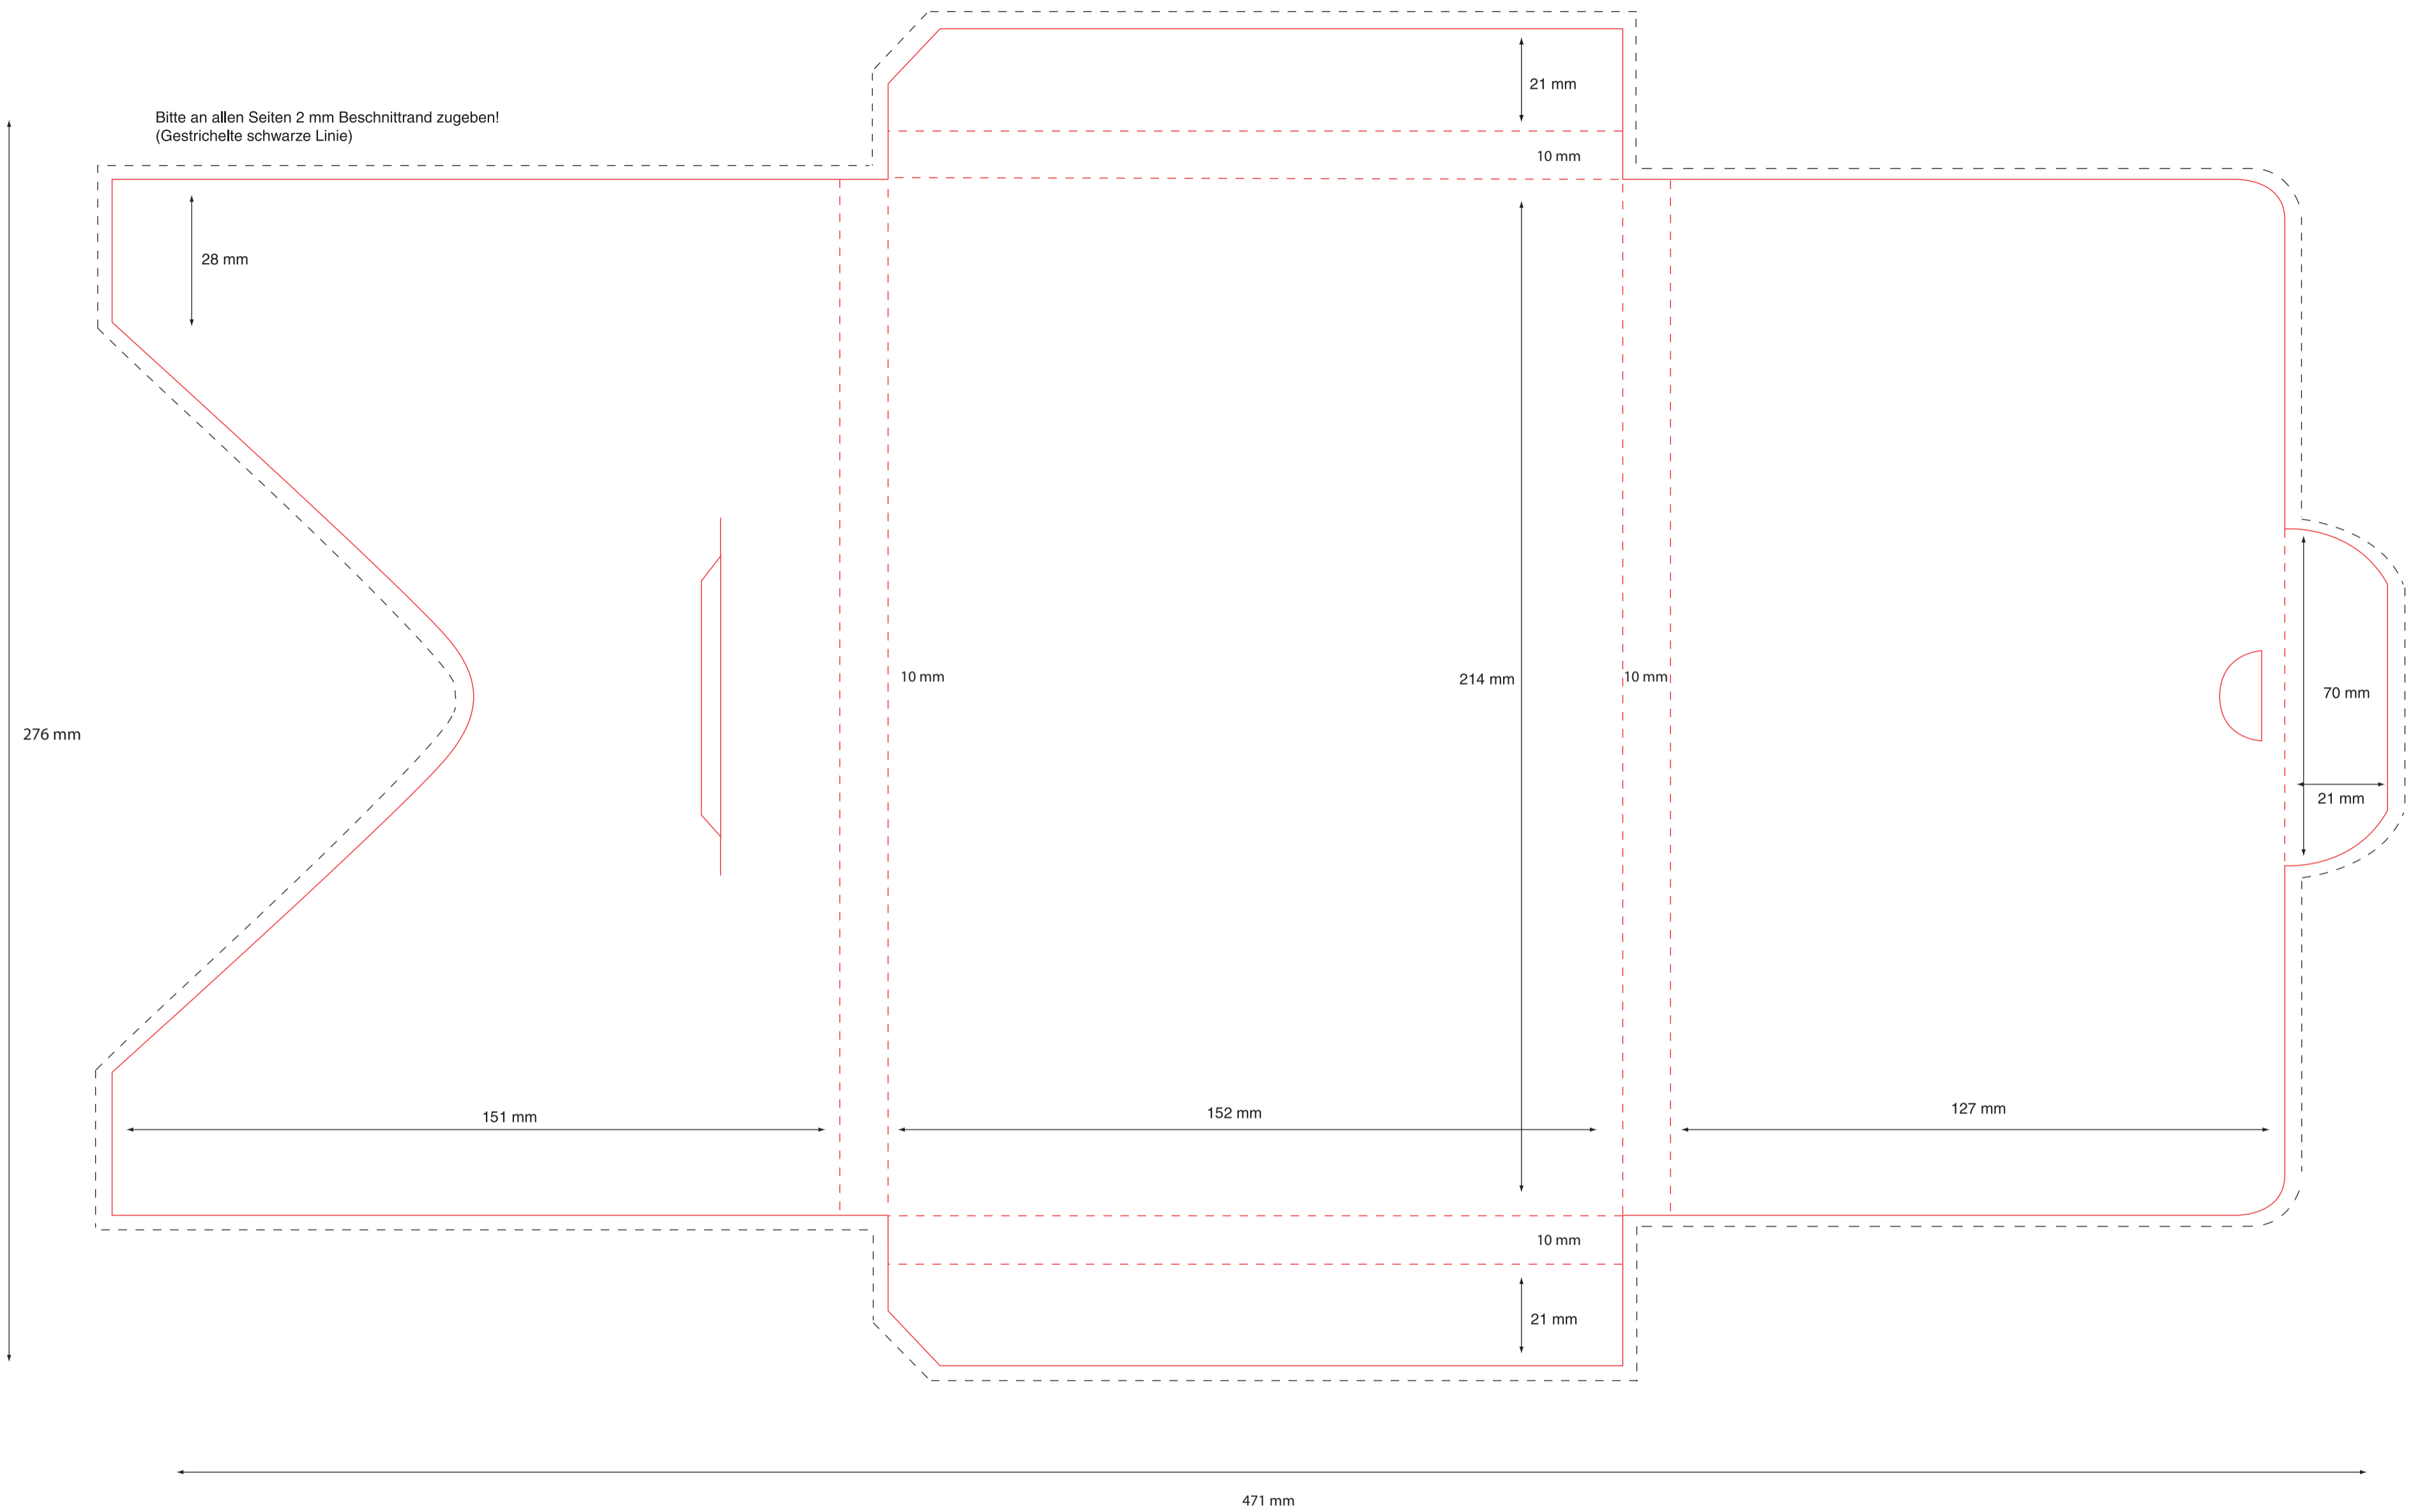 21 mm
Bitte an allen Seiten 2 mm Beschnittrand zugeben!
(Gestrichelte schwarze Linie)
10 mm
28 mm
10 mm
214 mm
10 mm
70 mm
276 mm
21 mm
151 mm
152 mm
127 mm
10 mm
21 mm
471 mm